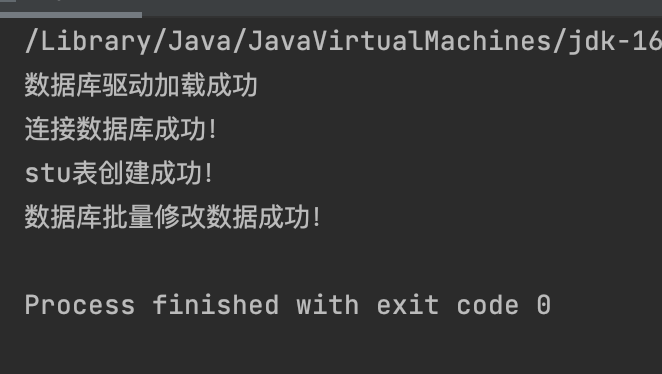 /Library/Java/JavaVirtualMachines/jdk-16
数据库驱动加载成功
连接数据库成功!
stu表创建成功!
数据库批量修改数据成功!
Process finished with exit code 0